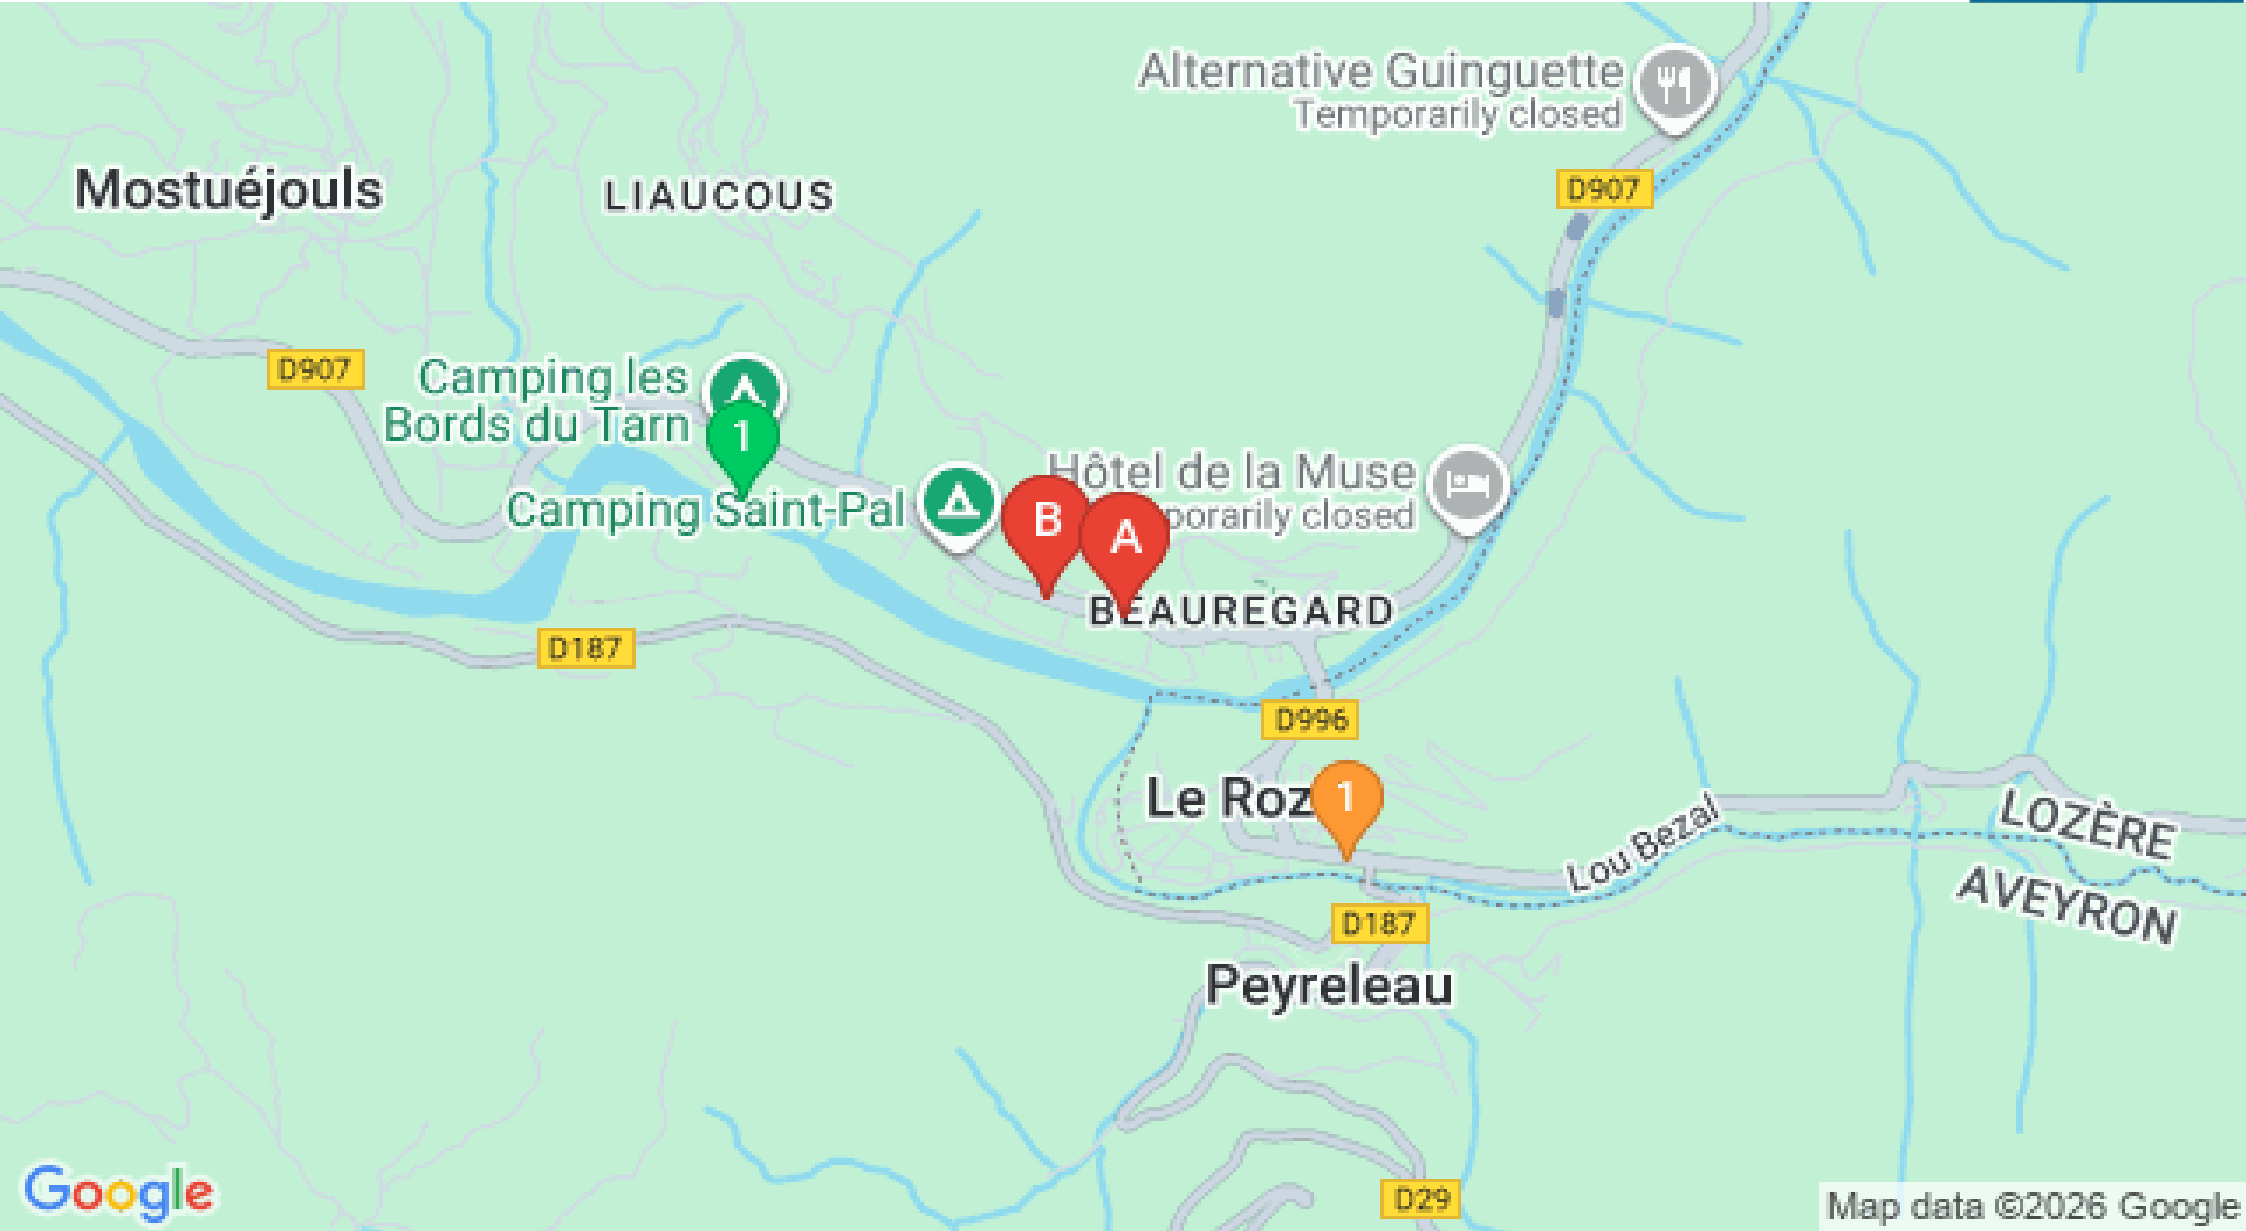 Alternative Guinguette
Temporarily closed
D907
Mostuéjouls
LIAUCOUS
D907
Camping les
Bords du Tarn
1
Hôtel de la Muse
porarily closed
Camping Saint-Pal
B
A
BEAUREGARD
D187
D996
Le Roz
1
Lou Bezal
LOZÈRE
AVEYRON
D187
Peyreleau
D29
Google
Map data ©2026 Google